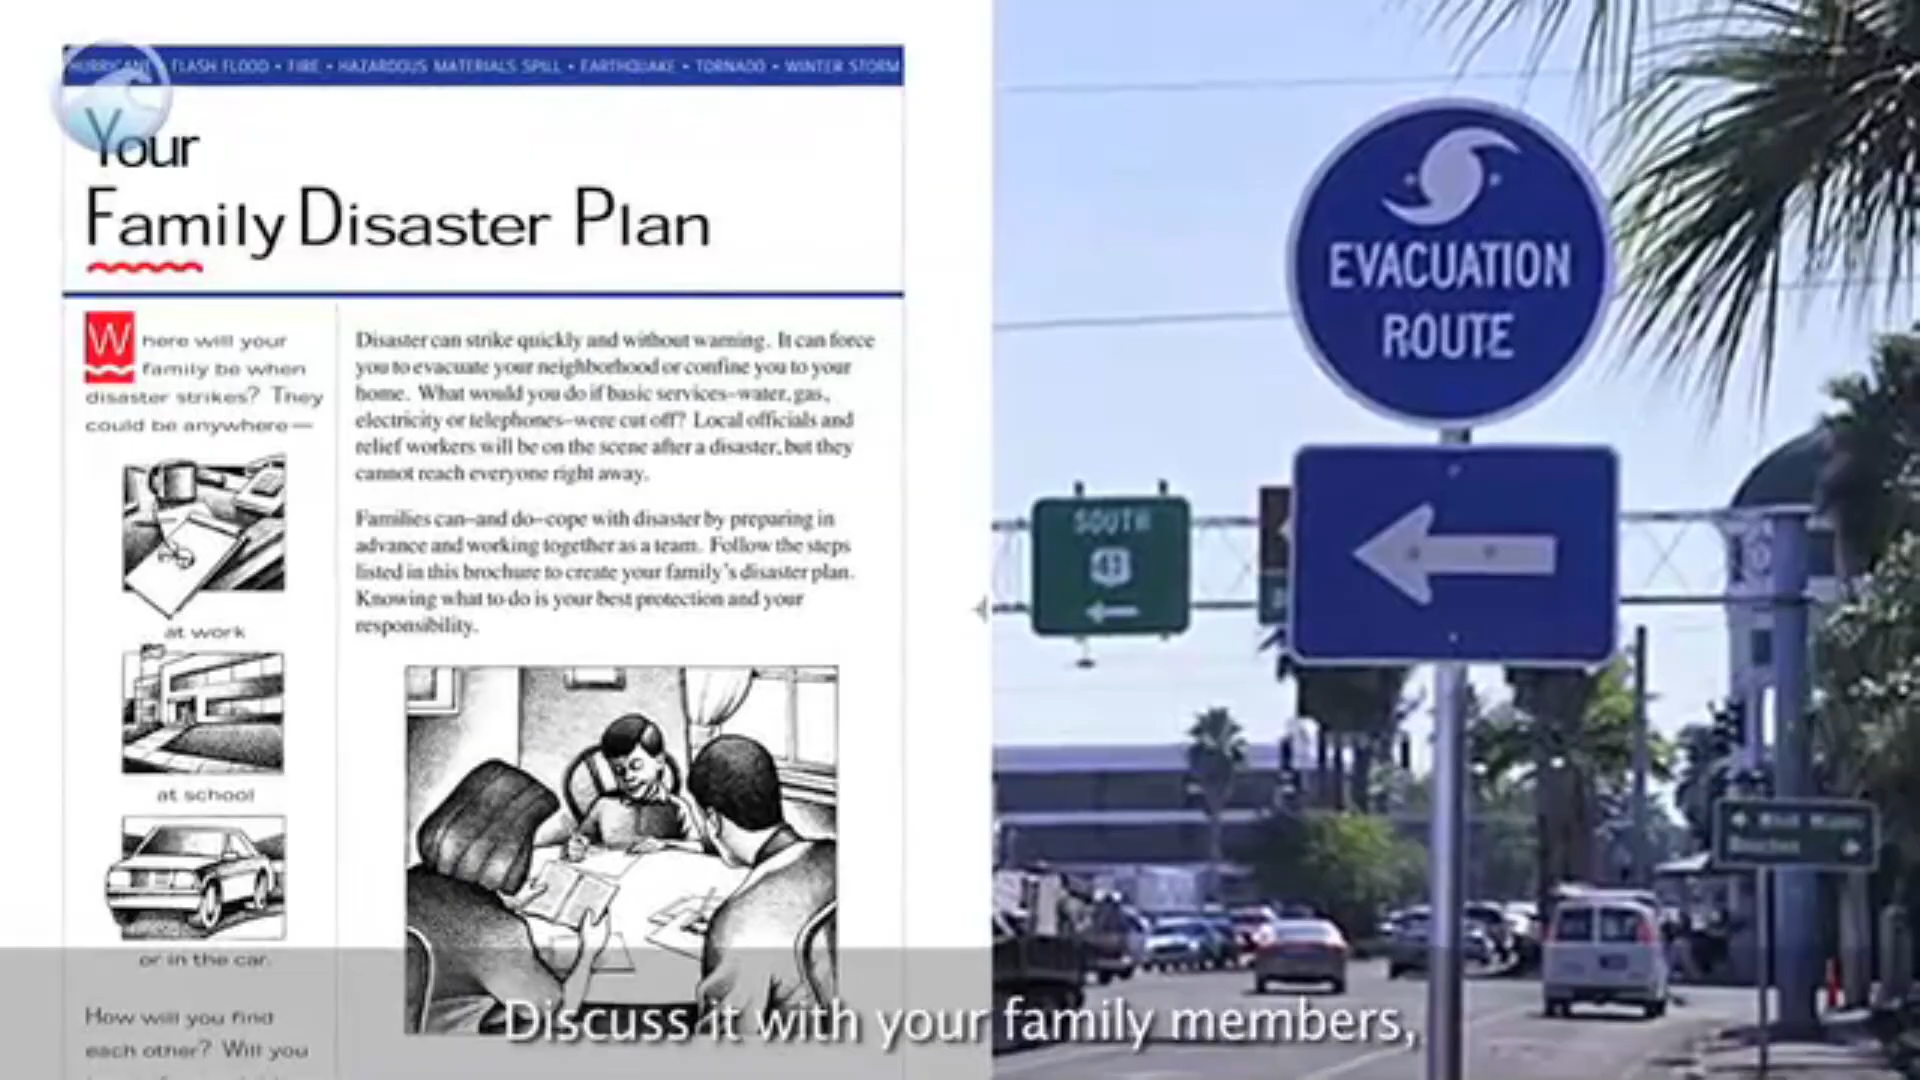 HURRICANE • FLASH FLOOD • FIRE • HAZARDOUS MATERIALS SPILL • EARTHQUAKE • TORNADO • WINTER STORM
Your
Family Disaster Plan
Where will your
family be when
disaster strikes? They
could be anywhere—
at work
at school
or in the car.
How will you find
each other? Will you
Disaster can strike quickly and without warning. It can force
you to evacuate your neighborhood or confine you to your
home. What would you do if basic services–water, gas,
electricity or telephones–were cut off? Local officials and
relief workers will be on the scene after a disaster, but they
cannot reach everyone right away.
Families can–and do–cope with disaster by preparing in
advance and working together as a team. Follow the steps
listed in this brochure to create your family's disaster plan.
Knowing what to do is your best protection and your
responsibility.
EVACUATION
ROUTE
SOUTH
41
Beaches
Discuss it with your family members,